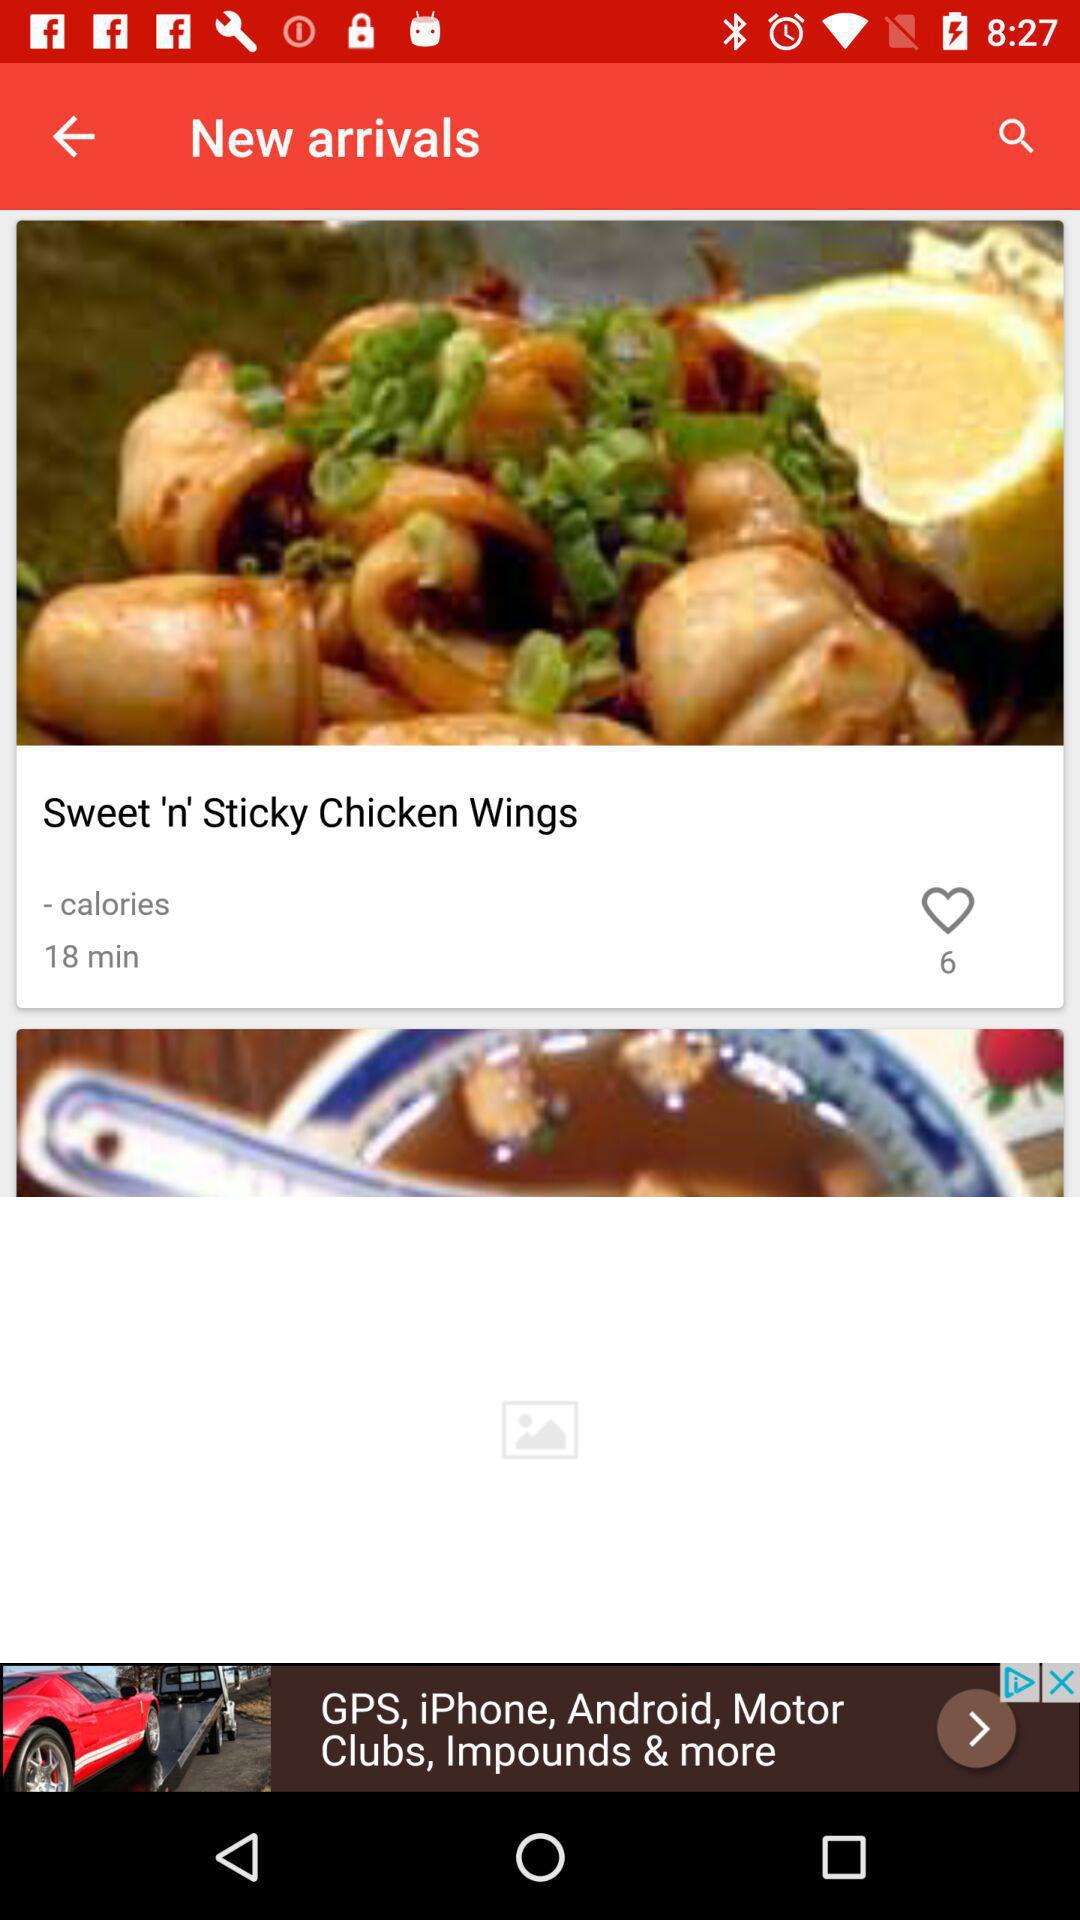 8:27
New arrivals
Sweet 'n' Sticky Chicken Wings
- calories
18 min
6
GPS, iPhone, Android, Motor
Clubs, Impounds & more